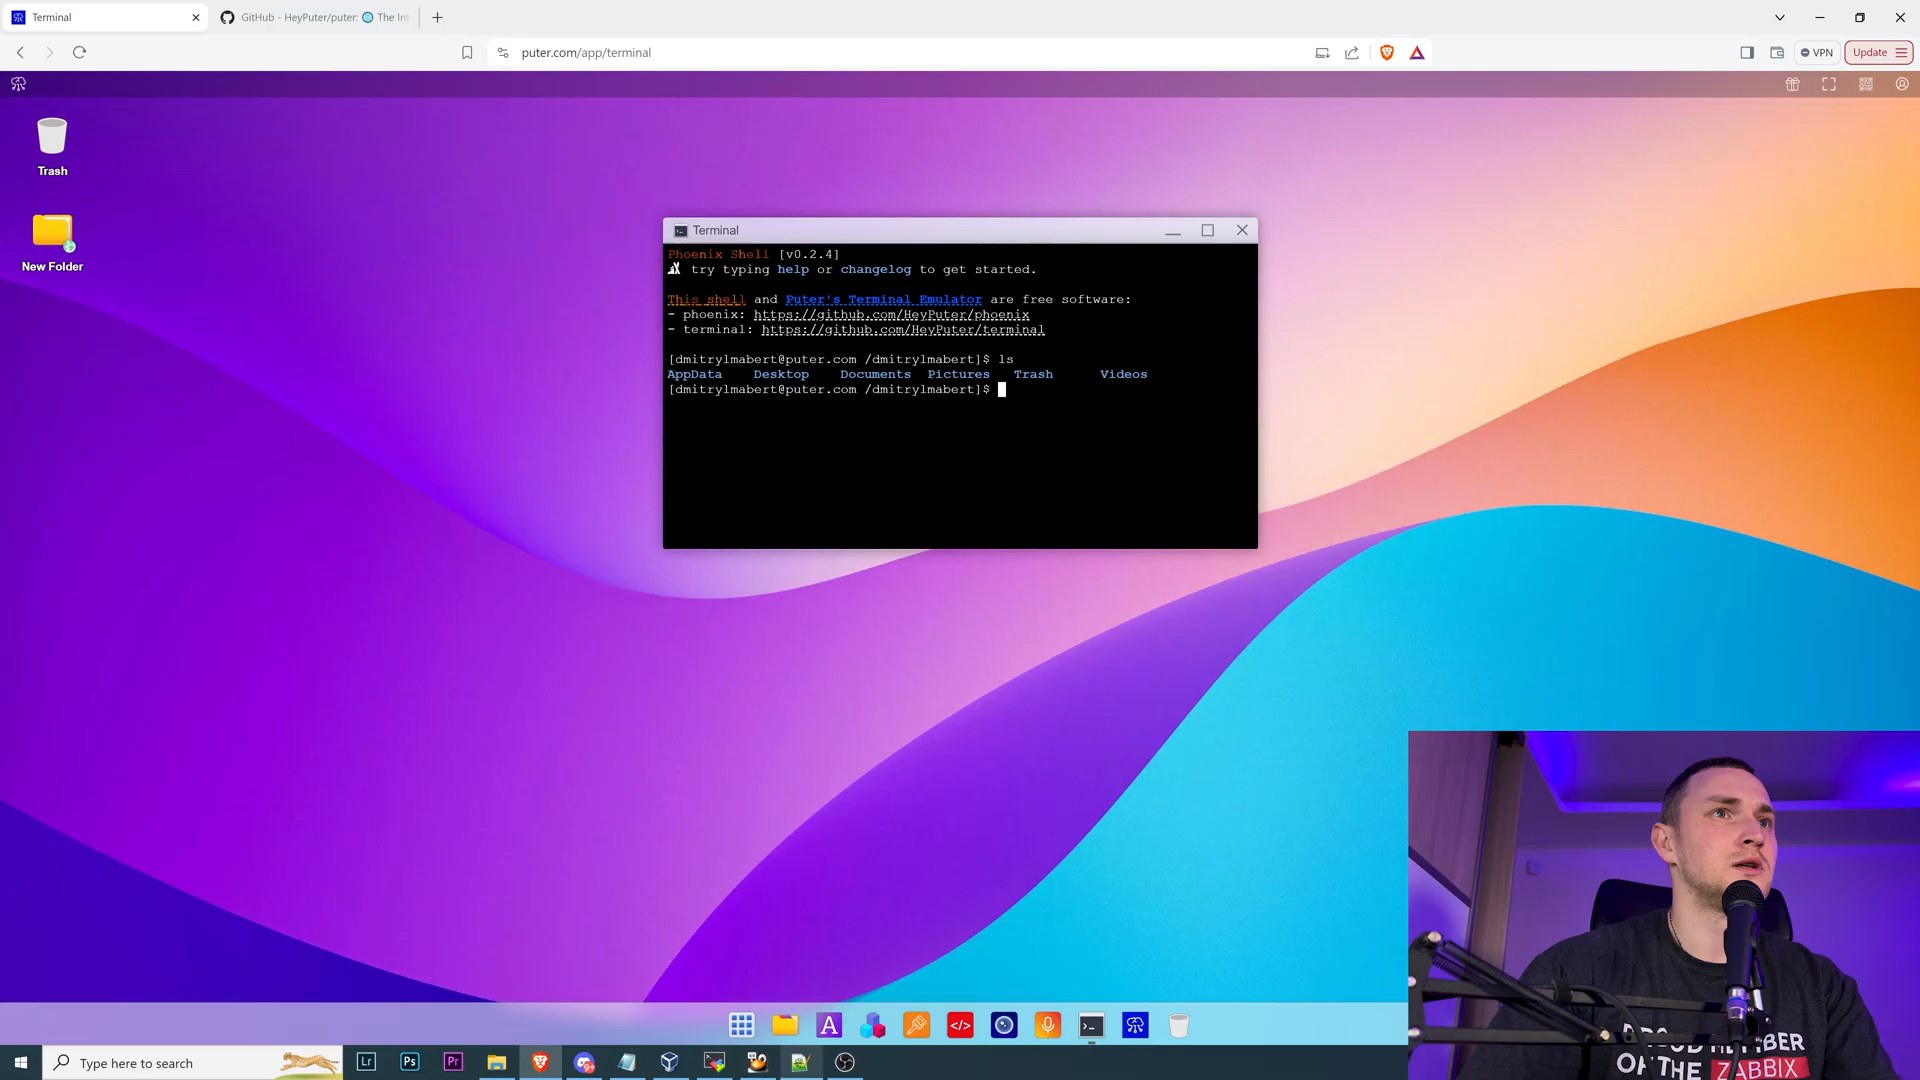 Terminal
GitHub - HeyPuter/puter: 🌐 The Int
puter.com/app/terminal
VPN
Update
Trash
New Folder
Terminal
Phoenix Shell [v0.2.4]
try typing help or changelog to get started.
This shell and Puter's Terminal Emulator are free software:
- phoenix: https://github.com/HeyPuter/phoenix
- terminal: https://github.com/HeyPuter/terminal
[dmitrylmabert@puter.com /dmitrylmabert]$ ls
AppData Desktop Documents Pictures Trash Videos
[dmitrylmabert@puter.com /dmitrylmabert]$
A
</>
Type here to search
Lr
Ps
Pr
OF THE ZABBIX